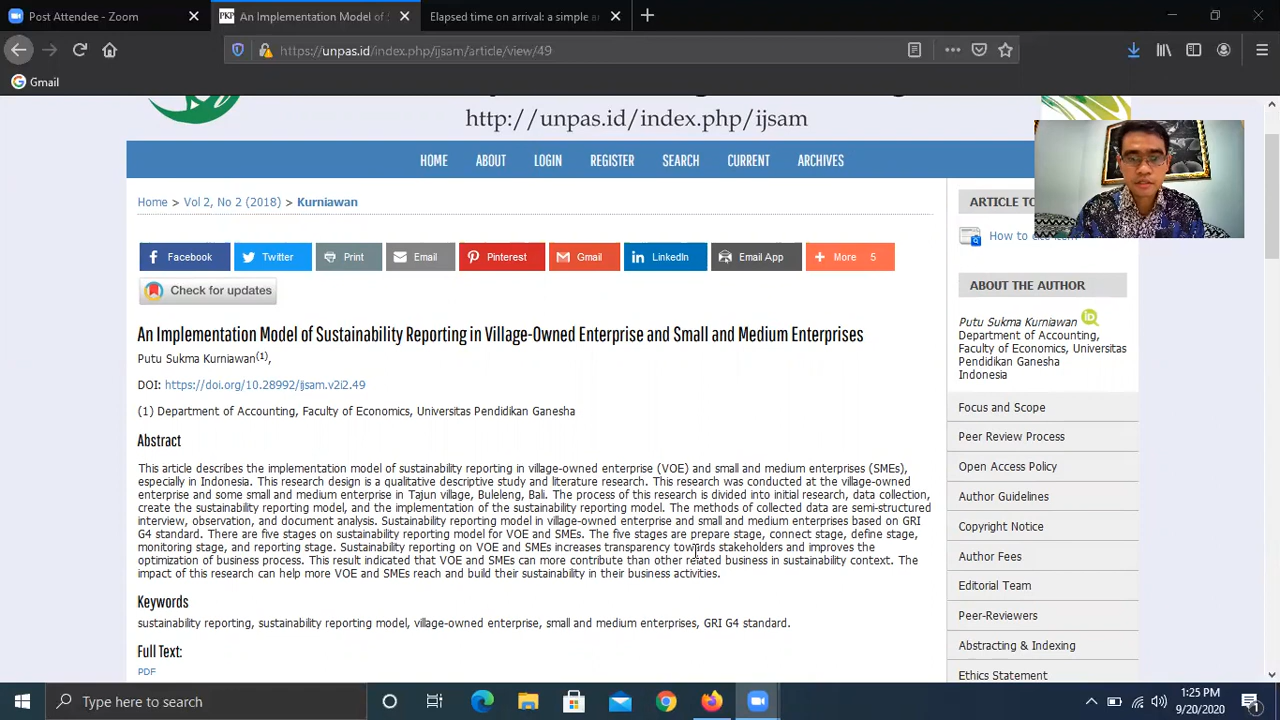 Post Attendee - Zoom
PKP An Implementation Model of S
Elapsed time on arrival: a simple an
https://unpas.id/index.php/ijsam/article/view/49
Gmail
http://unpas.id/index.php/ijsam
HOME ABOUT LOGIN REGISTER SEARCH CURRENT ARCHIVES
Home > Vol 2, No 2 (2018) > Kurniawan
Facebook Twitter Print Email Pinterest Gmail LinkedIn Email App More 5
Check for updates
An Implementation Model of Sustainability Reporting in Village-Owned Enterprise and Small and Medium Enterprises
Putu Sukma Kurniawan(1),
DOI: https://doi.org/10.28992/ijsam.v2i2.49
(1) Department of Accounting, Faculty of Economics, Universitas Pendidikan Ganesha
Abstract
This article describes the implementation model of sustainability reporting in village-owned enterprise (VOE) and small and medium enterprises (SMEs),
especially in Indonesia. This research design is a qualitative descriptive study and literature research. This research was conducted at the village-owned
enterprise and some small and medium enterprise in Tajun village, Buleleng, Bali. The process of this research is divided into initial research, data collection,
create the sustainability reporting model, and the implementation of the sustainability reporting model. The methods of collected data are semi-structured
interview, observation, and document analysis. Sustainability reporting model in village-owned enterprise and small and medium enterprises based on GRI
G4 standard. There are five stages on sustainability reporting model for VOE and SMEs. The five stages are prepare stage, connect stage, define stage,
monitoring stage, and reporting stage. Sustainability reporting on VOE and SMEs increases transparency towards stakeholders and improves the
optimization of business process. This result indicated that VOE and SMEs can more contribute than other related business in sustainability context. The
impact of this research can help more VOE and SMEs reach and build their sustainability in their business activities.
Keywords
sustainability reporting, sustainability reporting model, village-owned enterprise, small and medium enterprises, GRI G4 standard.
Full Text:
PDF
ARTICLE TO
How to cite item
ABOUT THE AUTHOR
Putu Sukma Kurniawan iD
Department of Accounting,
Faculty of Economics, Universitas
Pendidikan Ganesha
Indonesia
Focus and Scope
Peer Review Process
Open Access Policy
Author Guidelines
Copyright Notice
Author Fees
Editorial Team
Peer-Reviewers
Abstracting & Indexing
Ethics Statement
Type here to search
1:25 PM
9/20/2020
1